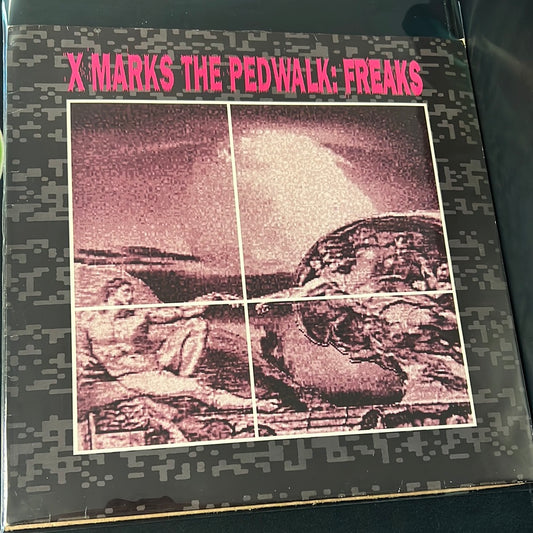 X MARKS THE PEDWALK: FREAKS